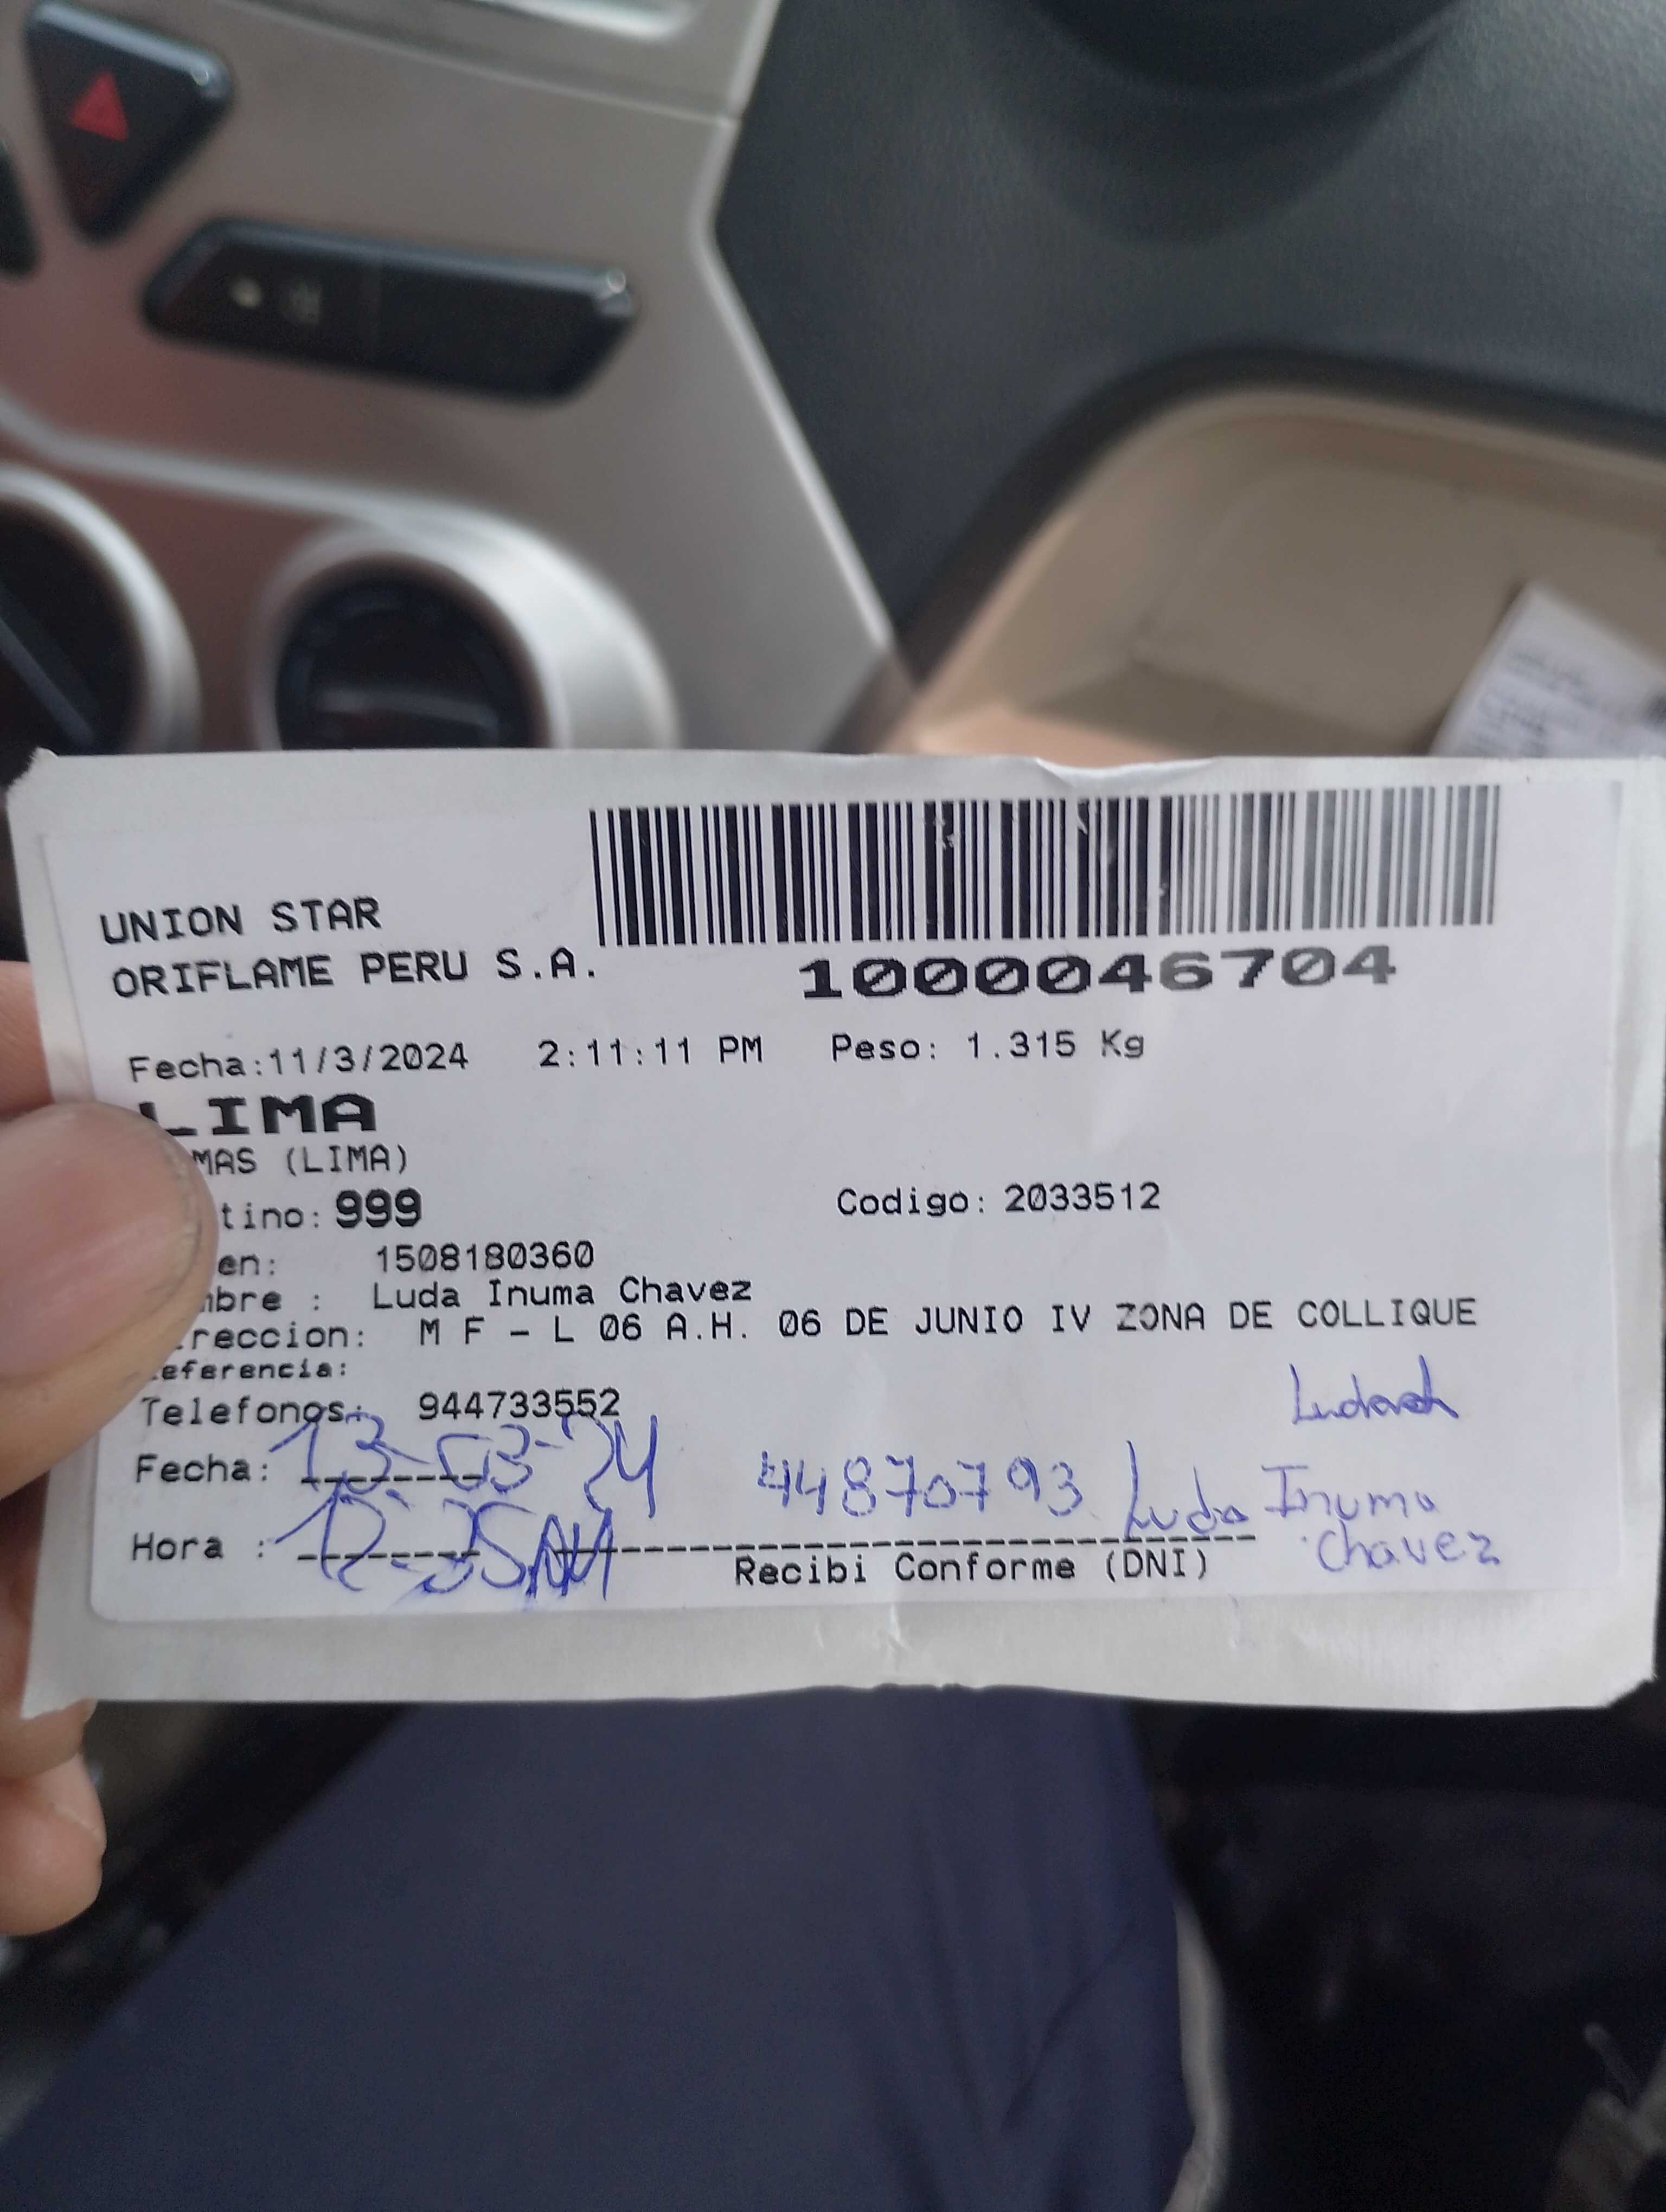 UNION STAR
ORIFLAME PERU S.A.
1000046704
Fecha:11/3/2024 2:11:11 PM Peso: 1.315 Kg
LIMA
MAS (LIMA)
tino: 999 Codigo: 2033512
en: 1508180360
mbre : Luda Inuma Chavez
reccion: M F - L 06 A.H. 06 DE JUNIO IV ZONA DE COLLIQUE
eferencia:
Telefonos: 944733552
Fecha: 13-03-24 44870793 Luda Inuma
Chavez
Hora :
Recibi Conforme (DNI)